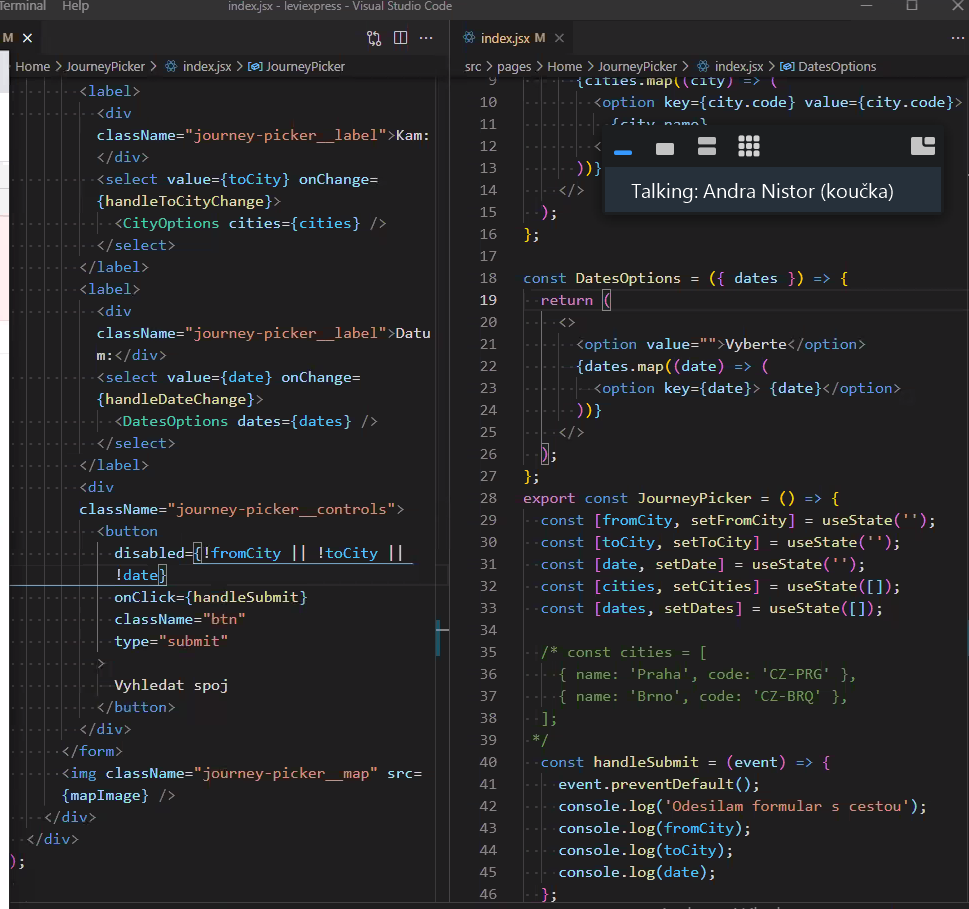 Terminal Help index.jsx - leviexpress - Visual Studio Code
M
Home > JourneyPicker > index.jsx > JourneyPicker
<label>
<div
className="journey-picker__label">Kam:
</div>
<select value={toCity} onChange=
{handleToCityChange}>
<CityOptions cities={cities} />
</select>
</label>
<label>
<div
className="journey-picker__label">Datu
m:</div>
<select value={date} onChange=
{handleDateChange}>
<DatesOptions dates={dates} />
</select>
</label>
<div
className="journey-picker__controls">
<button
disabled={!fromCity || !toCity ||
!date}
onClick={handleSubmit}
className="btn"
type="submit"
>
Vyhledat spoj
</button>
</div>
</form>
<img className="journey-picker__map" src=
{mapImage} />
</div>
</div>
);
index.jsx M
src > pages > Home > JourneyPicker > index.jsx > DatesOptions
9 {cities.map((city) => (
10 <option key={city.code} value={city.code}>
11 {city.name}
12 <
13 ))}
14 </>
15 );
16 };
17
18 const DatesOptions = ({ dates }) => {
19 return (
20 <>
21 <option value="">Vyberte</option>
22 {dates.map((date) => (
23 <option key={date}> {date}</option>
24 ))}
25 </>
26 );
27 };
28 export const JourneyPicker = () => {
29 const [fromCity, setFromCity] = useState('');
30 const [toCity, setToCity] = useState('');
31 const [date, setDate] = useState('');
32 const [cities, setCities] = useState([]);
33 const [dates, setDates] = useState([]);
34
35 /* const cities = [
36 { name: 'Praha', code: 'CZ-PRG' },
37 { name: 'Brno', code: 'CZ-BRQ' },
38 ];
39 */
40 const handleSubmit = (event) => {
41 event.preventDefault();
42 console.log('Odesilam formular s cestou');
43 console.log(fromCity);
44 console.log(toCity);
45 console.log(date);
46 };
Talking: Andra Nistor (koučka)